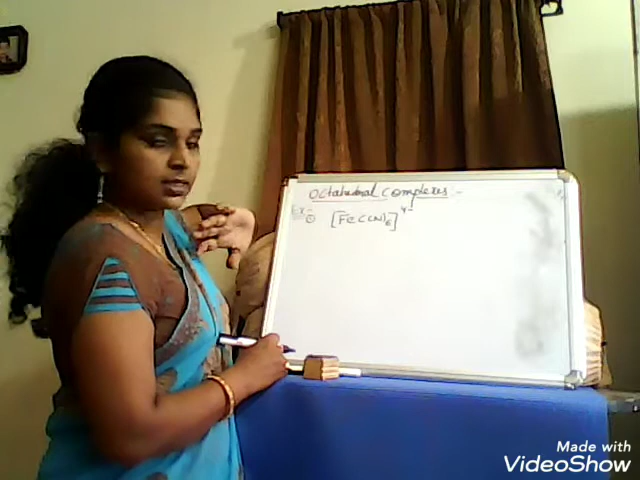 Octahedral Complexes :-
Ex:-
① [Fe(CN)6]4-
Made with
VideoShow